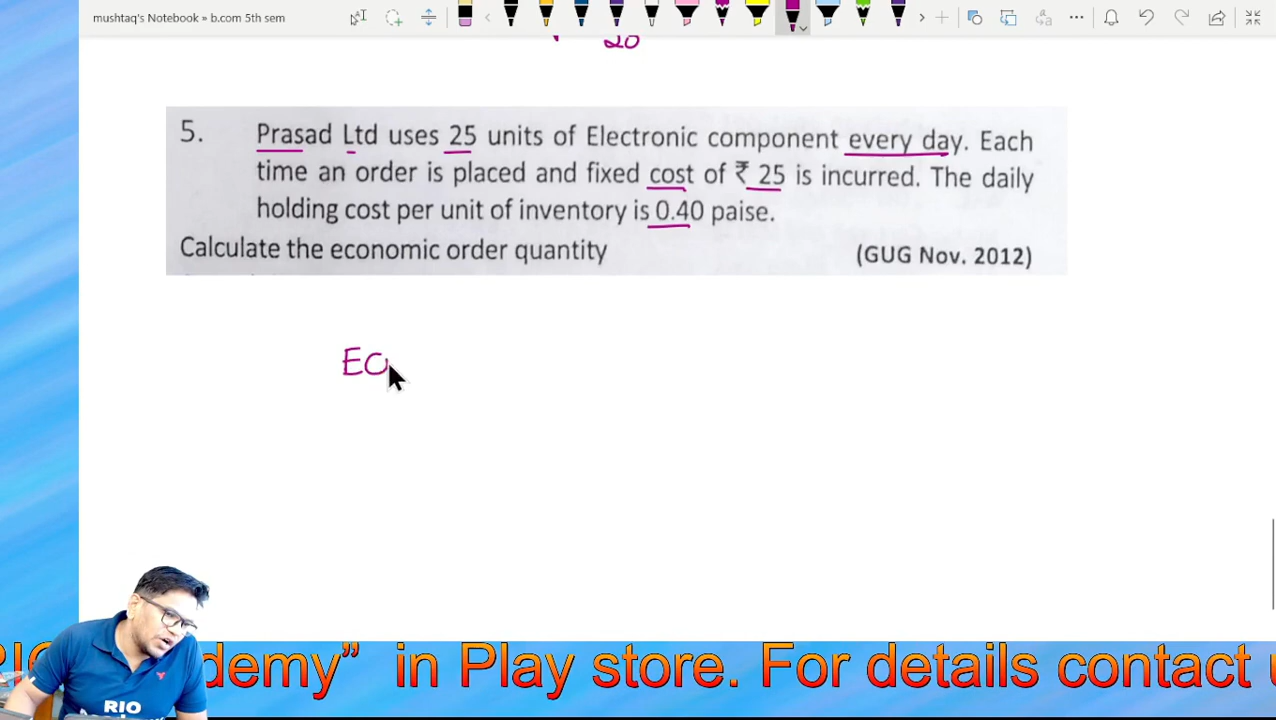 mushtaq's Notebook » b.com 5th sem
20
5. Prasad Ltd uses 25 units of Electronic component every day. Each
time an order is placed and fixed cost of ₹ 25 is incurred. The daily
holding cost per unit of inventory is 0.40 paise.
Calculate the economic order quantity (GUG Nov. 2012)
EO
demy” in Play store. For details contact
RIO